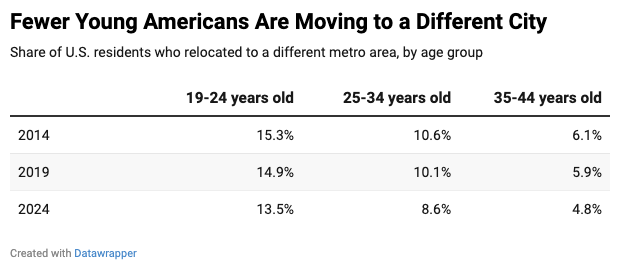 Fewer Young Americans Are Moving to a Different City
Share of U.S. residents who relocated to a different metro area, by age group
19-24 years old 25-34 years old 35-44 years old
2014 15.3% 10.6% 6.1%
2019 14.9% 10.1% 5.9%
2024 13.5% 8.6% 4.8%
Created with Datawrapper